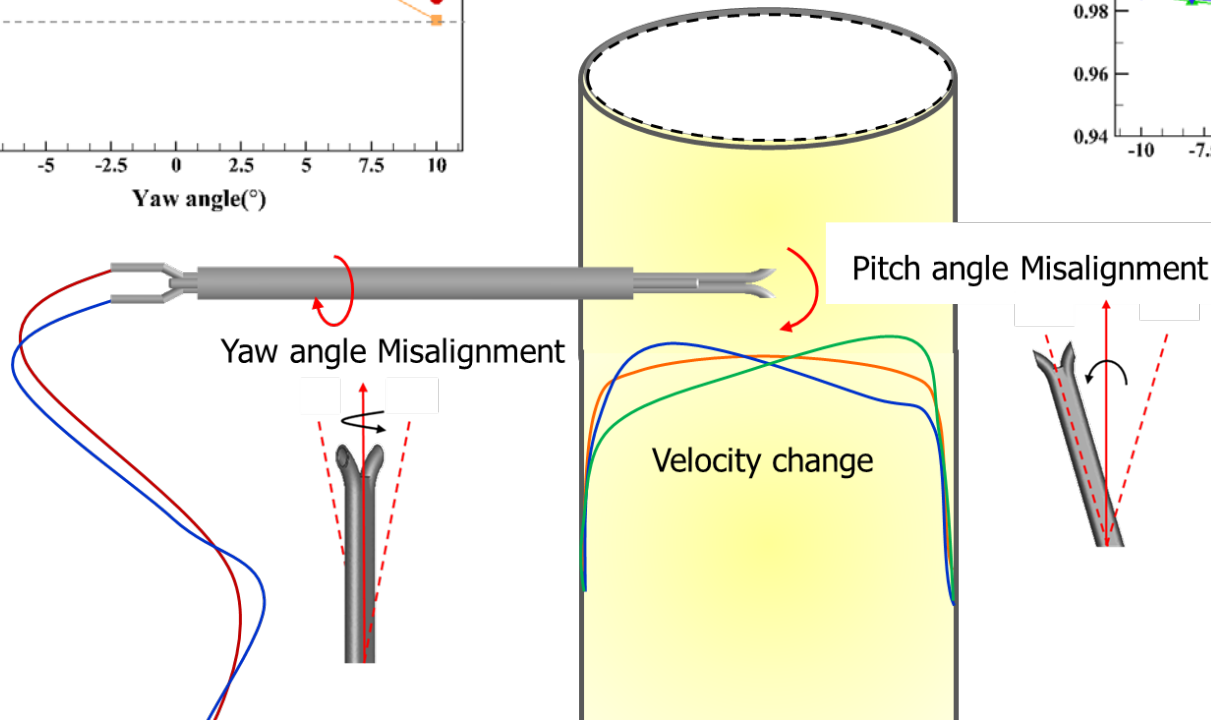 -5 -2.5 0 2.5 5 7.5 10
Yaw angle(°)
0.98
0.96
0.94
-10
Pitch angle Misalignment
Yaw angle Misalignment
Velocity change